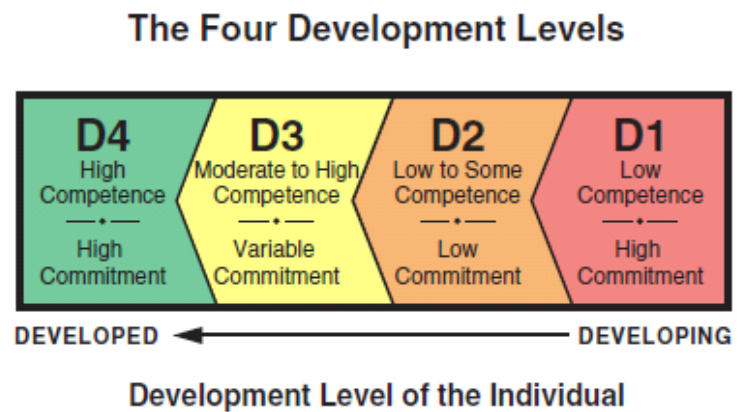 The Four Development Levels
D4
High
Competence
High
Commitment
D3
Moderate to High
Competence
Variable
Commitment
D2
Low to Some
Competence
Low
Commitment
D1
Low
Competence
High
Commitment
DEVELOPED
DEVELOPING
Development Level of the Individual